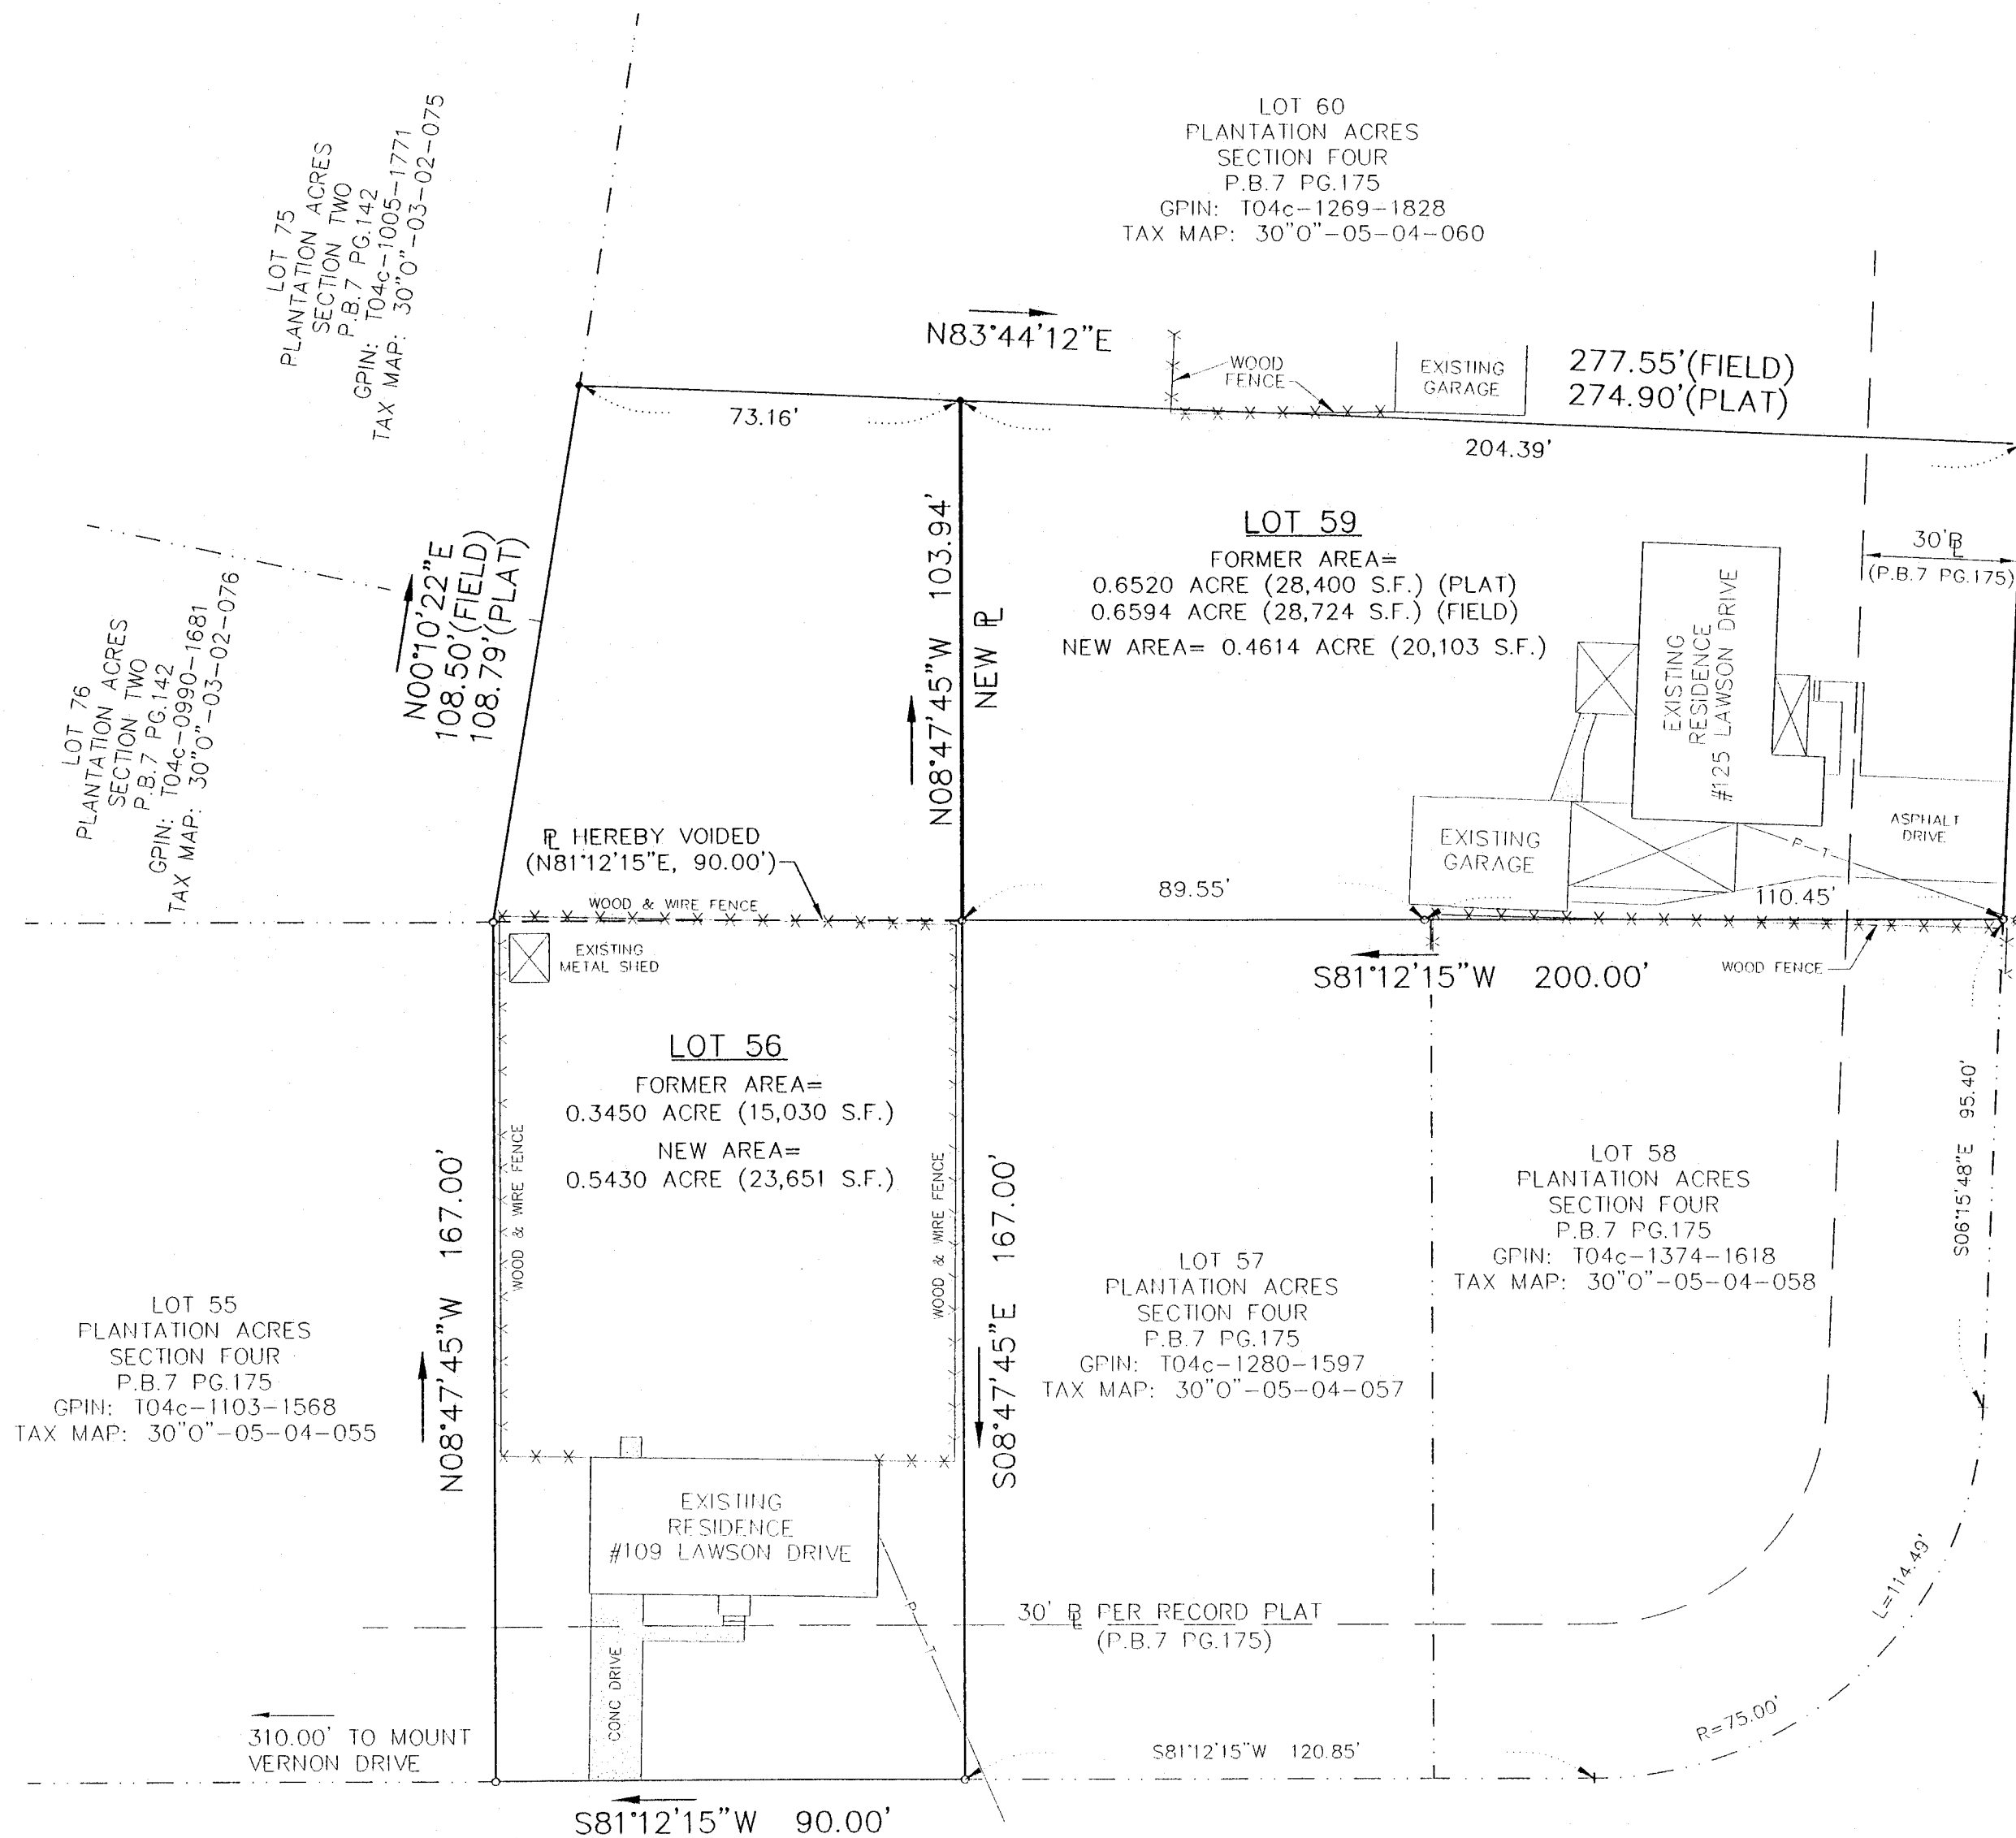 LOT 60
PLANTATION ACRES
SECTION FOUR
P.B.7 PG.175
GPIN: T04c-1269-1828
TAX MAP: 30"O"-05-04-060
LOT 75
PLANTATION ACRES
SECTION TWO
P.B.7 PG.142
GPIN: T04c-1005-1771
TAX MAP: 30"O"-03-02-075
N83°44'12"E
WOOD
FENCE
EXISTING
GARAGE
277.55'(FIELD)
274.90'(PLAT)
73.16'
204.39'
LOT 76
PLANTATION ACRES
SECTION TWO
P.B.7 PG.142
GPIN: T04c-0990-1681
TAX MAP: 30"O"-03-02-076
N00°10'22"E
108.50'(FIELD)
108.79'(PLAT)
N08°47'45"W 103.94'
NEW PL
LOT 59
FORMER AREA=
0.6520 ACRE (28,400 S.F.) (PLAT)
0.6594 ACRE (28,724 S.F.) (FIELD)
NEW AREA= 0.4614 ACRE (20,103 S.F.)
30'BL
(P.B.7 PG.175)
EXISTING
RESIDENCE
#125 LAWSON DRIVE
ASPHALT
DRIVE
EXISTING
GARAGE
P-T
PL HEREBY VOIDED
(N81°12'15"E, 90.00')
WOOD & WIRE FENCE
89.55'
110.45'
S81°12'15"W 200.00'
WOOD FENCE
EXISTING
METAL SHED
LOT 56
FORMER AREA=
0.3450 ACRE (15,030 S.F.)
NEW AREA=
0.5430 ACRE (23,651 S.F.)
WOOD & WIRE FENCE
WOOD & WIRE FENCE
N08°47'45"W 167.00'
S08°47'45"E 167.00'
S06°15'48"E 95.40'
LOT 58
PLANTATION ACRES
SECTION FOUR
P.B.7 PG.175
GPIN: T04c-1374-1618
TAX MAP: 30"O"-05-04-058
LOT 57
PLANTATION ACRES
SECTION FOUR
P.B.7 PG.175
GPIN: T04c-1280-1597
TAX MAP: 30"O"-05-04-057
LOT 55
PLANTATION ACRES
SECTION FOUR
P.B.7 PG.175
GPIN: T04c-1103-1568
TAX MAP: 30"O"-05-04-055
EXISTING
RESIDENCE
#109 LAWSON DRIVE
P-T
CONC DRIVE
30' BL PER RECORD PLAT
(P.B.7 PG.175)
L=114.49'
R=75.00'
310.00' TO MOUNT
VERNON DRIVE
S81°12'15"W 120.85'
S81°12'15"W 90.00'